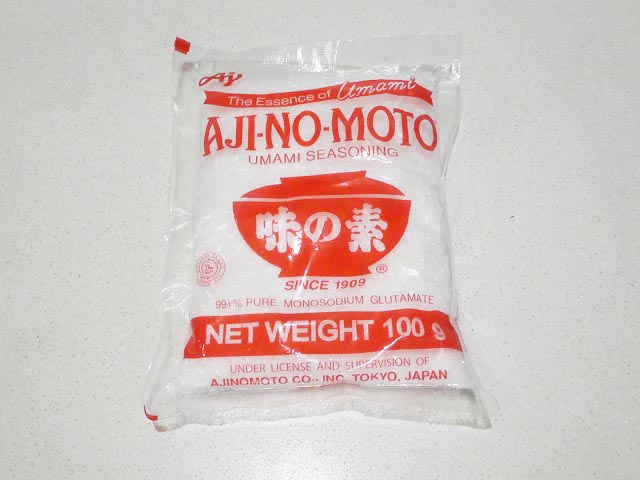 Aj
The Essence of Umami
AJI-NO-MOTO
UMAMI SEASONING
味の素
®
SINCE 1909
99+% PURE MONOSODIUM GLUTAMATE
NET WEIGHT 100 g
UNDER LICENSE AND SUPERVISION OF
AJINOMOTO CO., INC. TOKYO, JAPAN